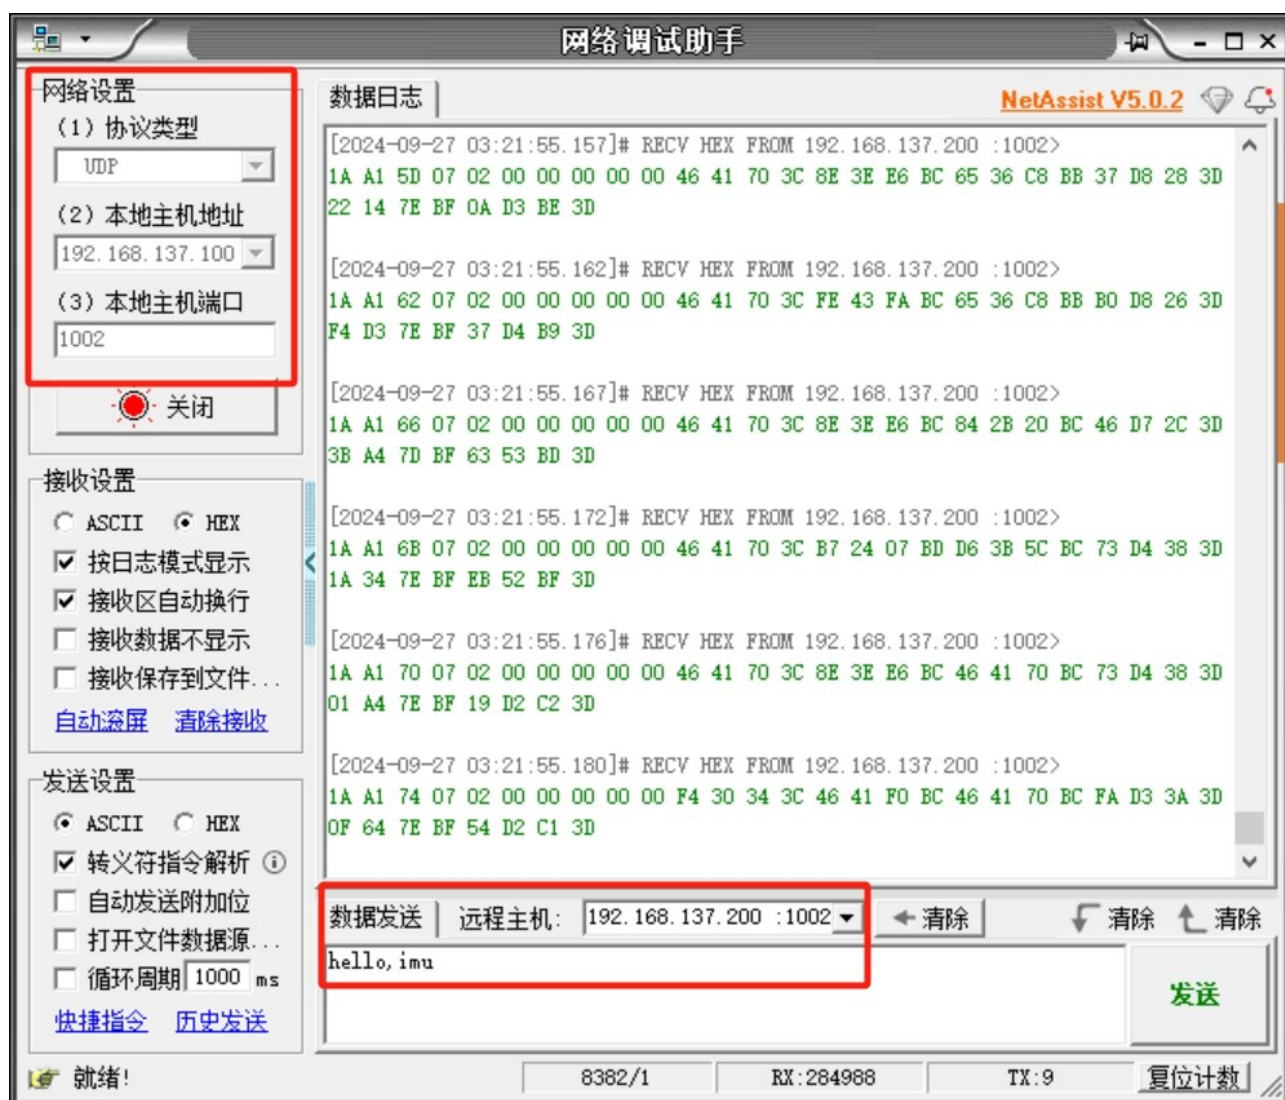 网络调试助手
网络设置
(1) 协议类型
UDP
(2) 本地主机地址
192.168.137.100
(3) 本地主机端口
1002
关闭
接收设置
ASCII HEX
按日志模式显示
接收区自动换行
接收数据不显示
接收保存到文件...
自动滚屏 清除接收
发送设置
ASCII HEX
转义符指令解析
自动发送附加位
打开文件数据源...
循环周期 1000 ms
快捷指令 历史发送
数据日志 NetAssist V5.0.2
[2024-09-27 03:21:55.157]# RECV HEX FROM 192.168.137.200 :1002>
1A A1 5D 07 02 00 00 00 00 00 46 41 70 3C 8E 3E E6 BC 65 36 C8 BB 37 D8 28 3D
22 14 7E BF 0A D3 BE 3D
[2024-09-27 03:21:55.162]# RECV HEX FROM 192.168.137.200 :1002>
1A A1 62 07 02 00 00 00 00 00 46 41 70 3C FE 43 FA BC 65 36 C8 BB B0 D8 26 3D
F4 D3 7E BF 37 D4 B9 3D
[2024-09-27 03:21:55.167]# RECV HEX FROM 192.168.137.200 :1002>
1A A1 66 07 02 00 00 00 00 00 46 41 70 3C 8E 3E E6 BC 84 2B 20 BC 46 D7 2C 3D
3B A4 7D BF 63 53 BD 3D
[2024-09-27 03:21:55.172]# RECV HEX FROM 192.168.137.200 :1002>
1A A1 6B 07 02 00 00 00 00 00 46 41 70 3C B7 24 07 BD D6 3B 5C BC 73 D4 38 3D
1A 34 7E BF EB 52 BF 3D
[2024-09-27 03:21:55.176]# RECV HEX FROM 192.168.137.200 :1002>
1A A1 70 07 02 00 00 00 00 00 46 41 70 3C 8E 3E E6 BC 46 41 70 BC 73 D4 38 3D
01 A4 7E BF 19 D2 C2 3D
[2024-09-27 03:21:55.180]# RECV HEX FROM 192.168.137.200 :1002>
1A A1 74 07 02 00 00 00 00 00 F4 30 34 3C 46 41 F0 BC 46 41 70 BC FA D3 3A 3D
0F 64 7E BF 54 D2 C1 3D
数据发送 远程主机: 192.168.137.200 :1002 清除 清除 清除
hello,imu
发送
就绪! 8382/1 RX:284988 TX:9 复位计数